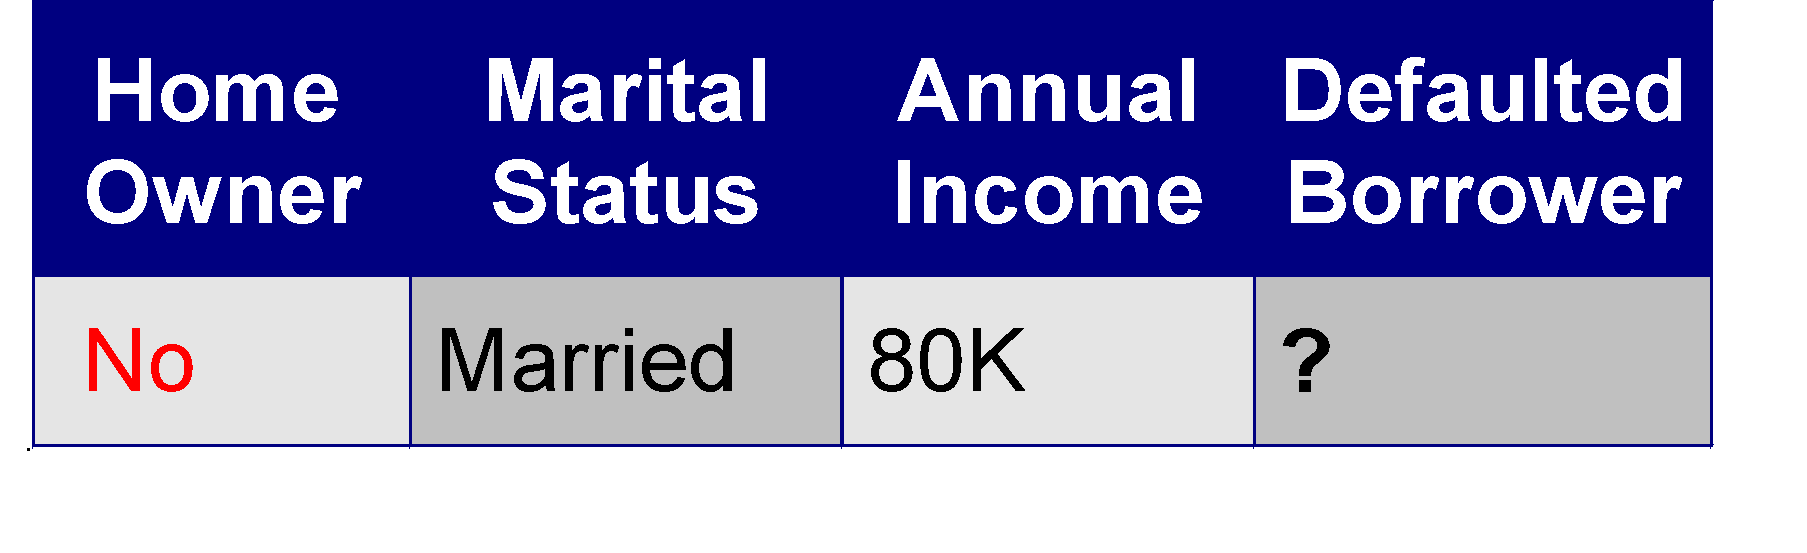 Home Owner Marital Status Annual Income Defaulted Borrower
No Married 80K ?